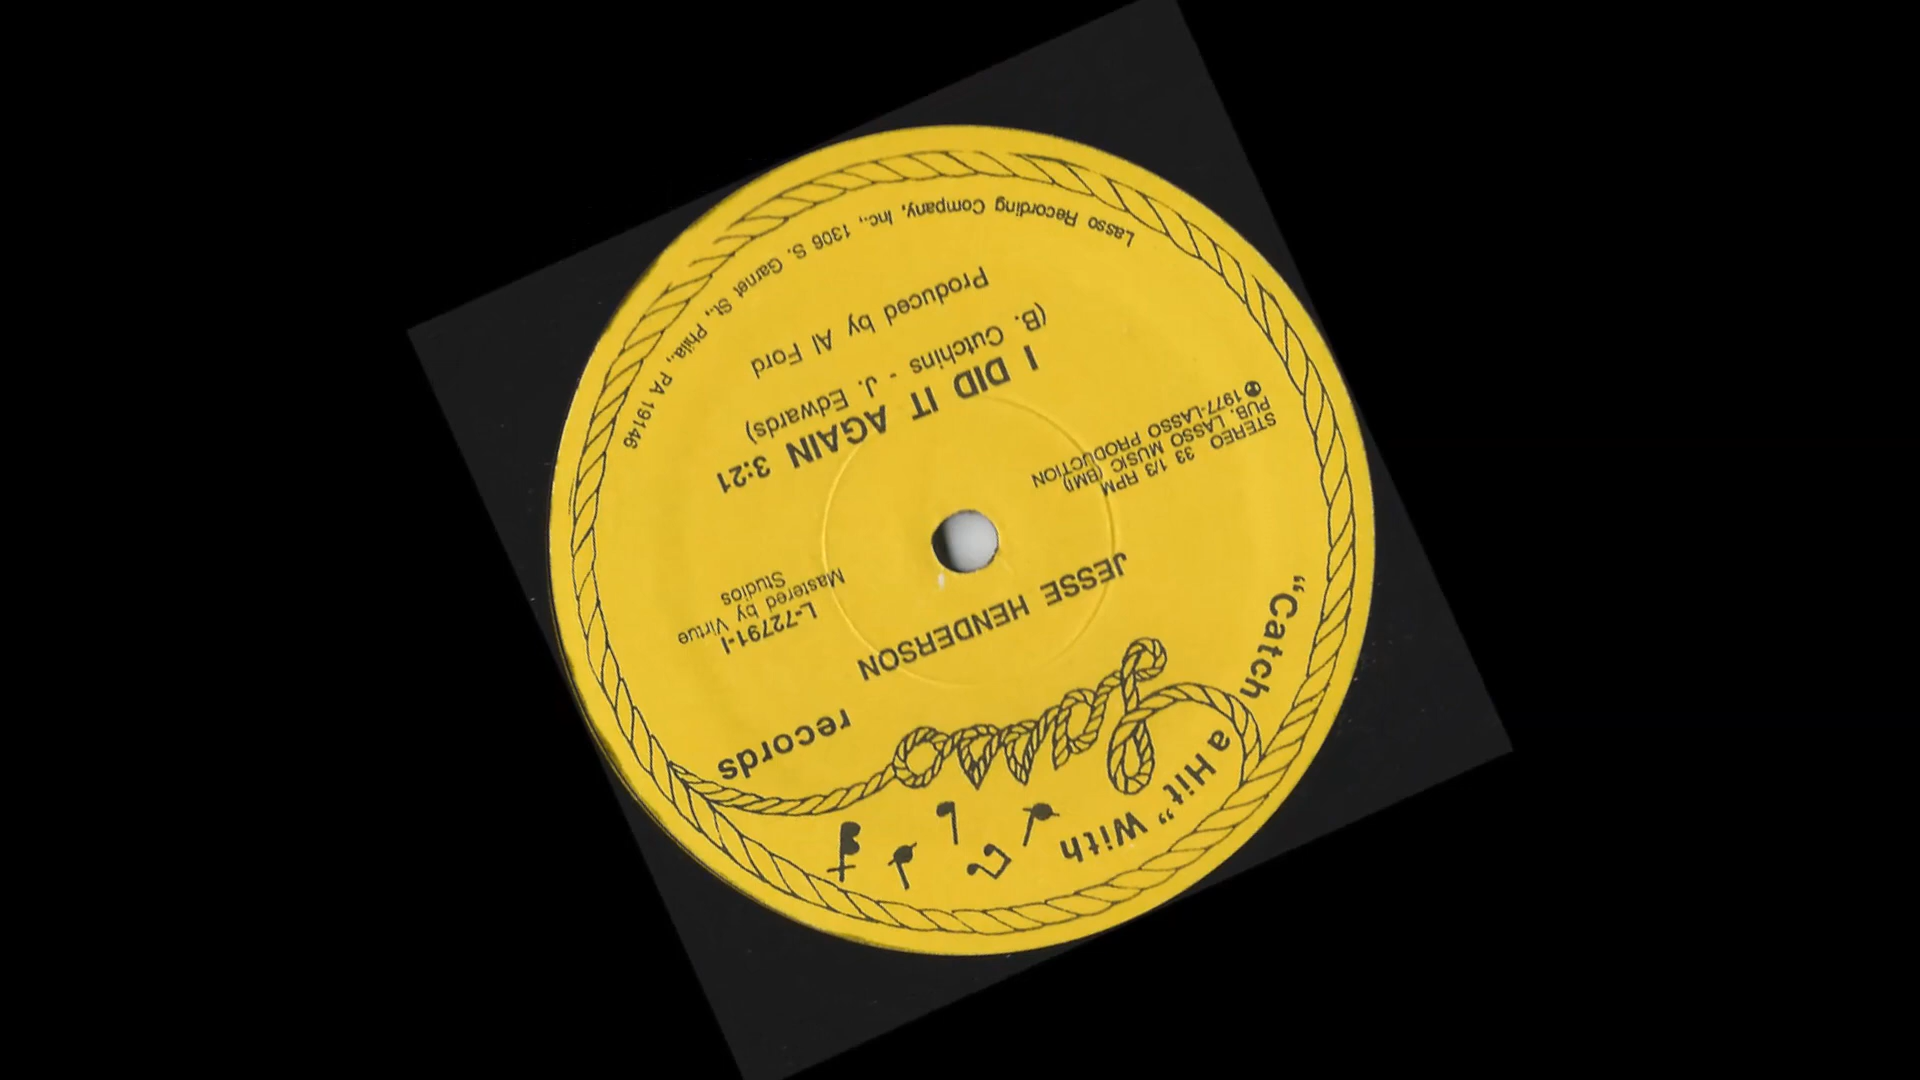 "Catch a Hit" With
Lasso
records
JESSE HENDERSON
STEREO 33 1/3 RPM
PUB. LASSO MUSIC (BMI)
℗1977-LASSO PRODUCTION
L-72791-I
Mastered by Virtue
Studios
I DID IT AGAIN 3:21
(B. Cutchins - J. Edwards)
Produced by Al Ford
Lasso Recording Company, Inc., 1306 S. Garnet St., Phila., PA 19146